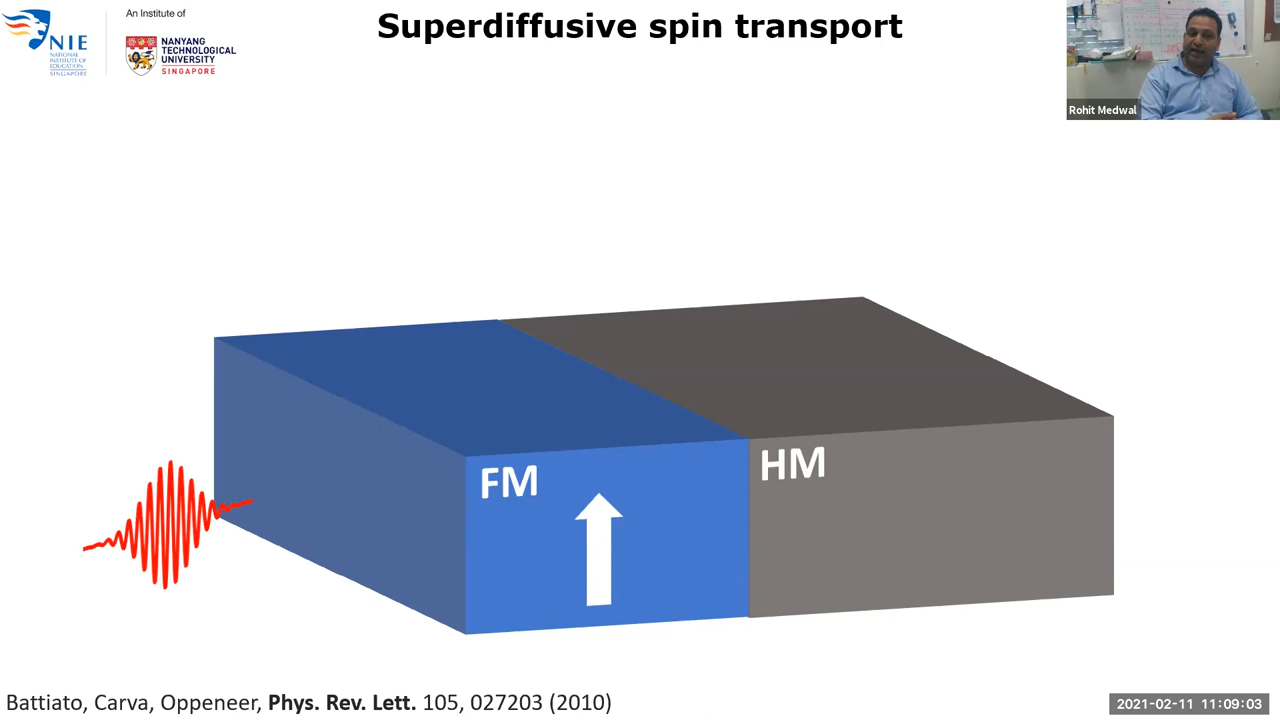 Superdiffusive spin transport
NIE
NATIONAL
INSTITUTE OF
EDUCATION
SINGAPORE
An Institute of
NANYANG
TECHNOLOGICAL
UNIVERSITY
SINGAPORE
Rohit Medwal
FM
HM
Battiato, Carva, Oppeneer, Phys. Rev. Lett. 105, 027203 (2010)
2021-02-11 11:09:03